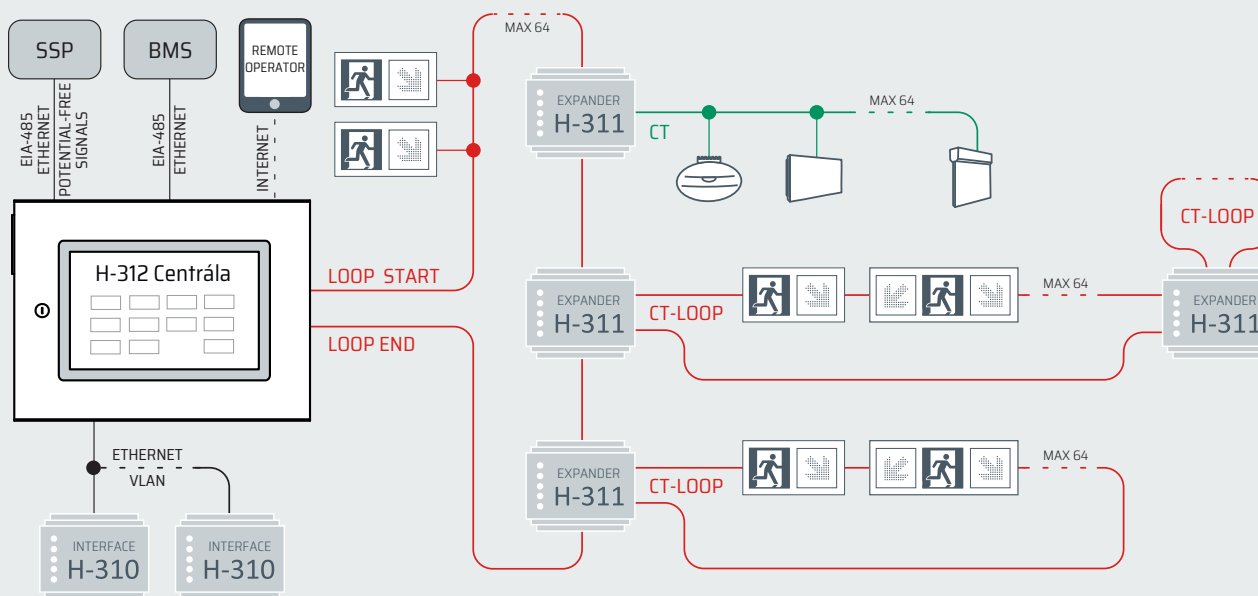 SSP
BMS
REMOTE
OPERATOR
EIA-485
ETHERNET
POTENTIAL-FREE
SIGNALS
EIA-485
ETHERNET
INTERNET
H-312 Centrála
LOOP START
LOOP END
ETHERNET
VLAN
INTERFACE
H-310
INTERFACE
H-310
MAX 64
EXPANDER
H-311
CT
MAX 64
EXPANDER
H-311
CT-LOOP
MAX 64
CT-LOOP
EXPANDER
H-311
EXPANDER
H-311
CT-LOOP
MAX 64